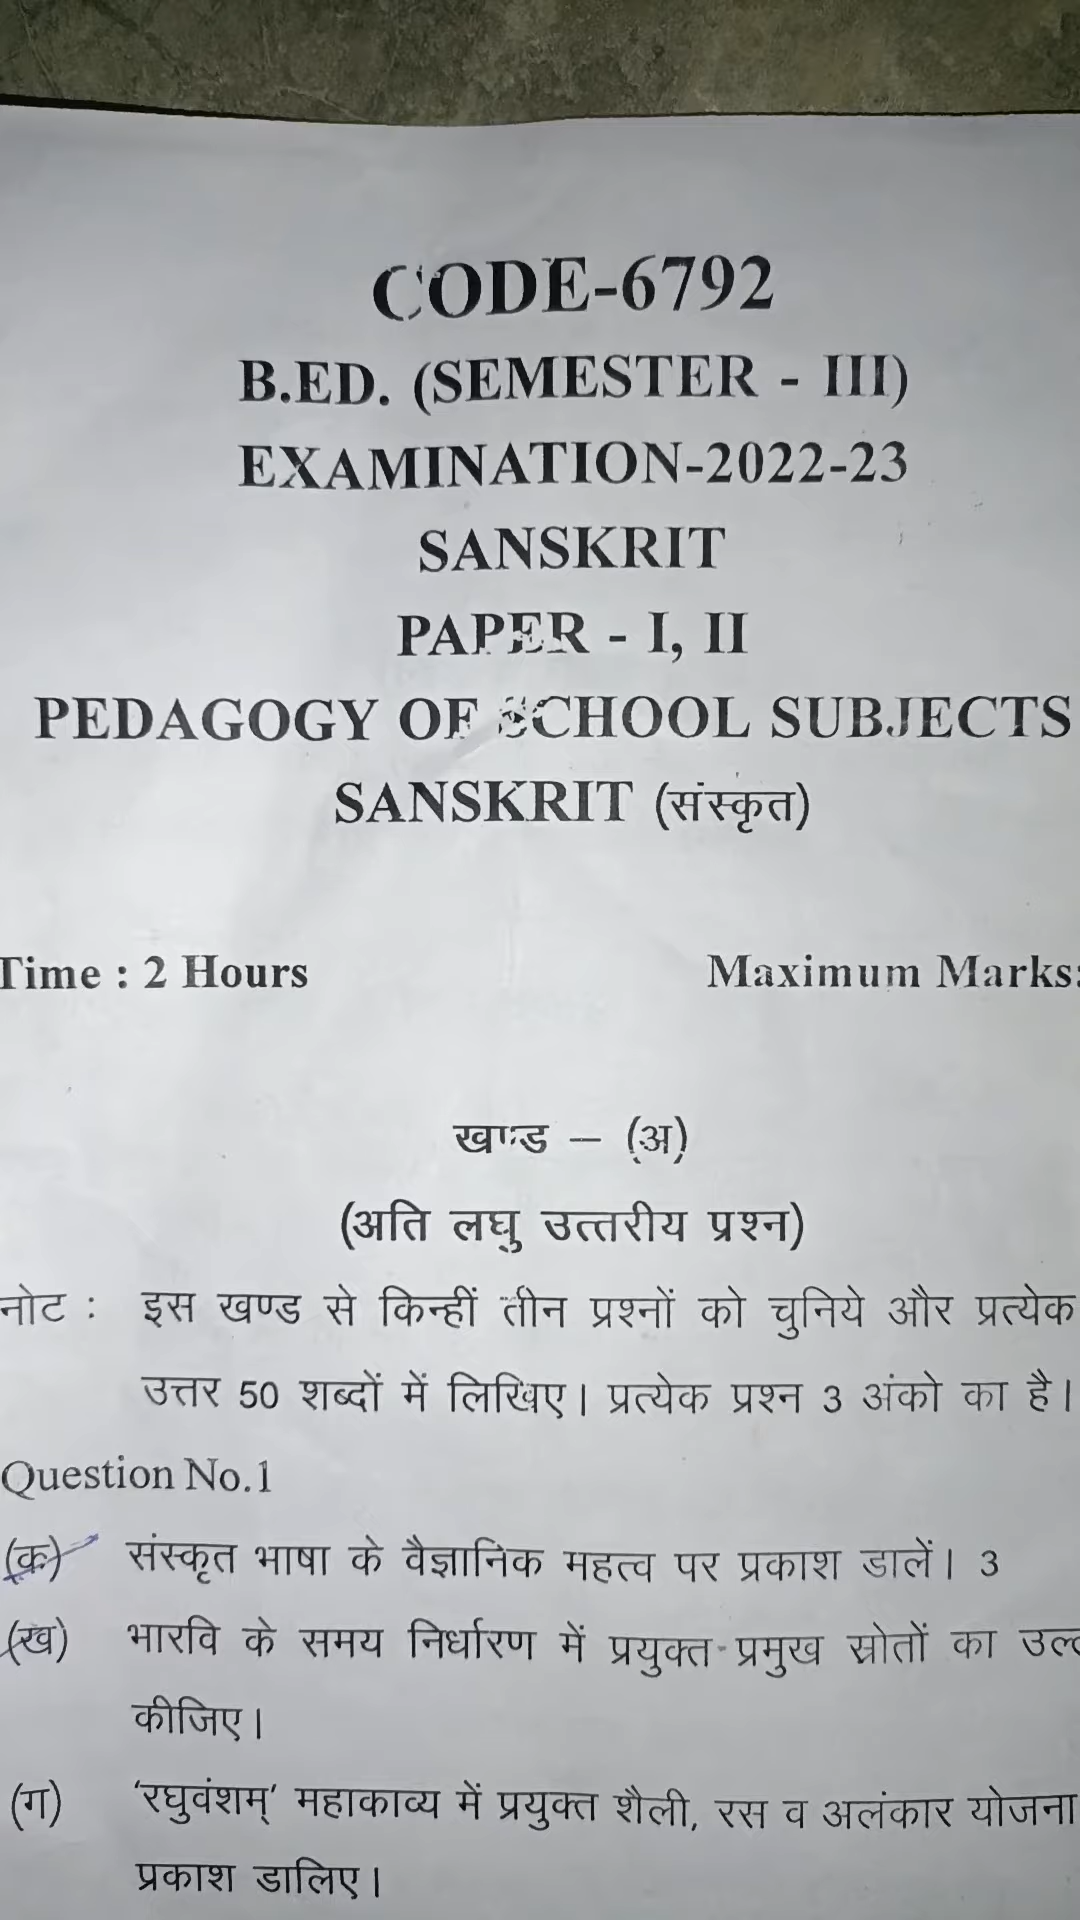 CODE-6792
B.ED. (SEMESTER - III)
EXAMINATION-2022-23
SANSKRIT
PAPER - I, II
PEDAGOGY OF SCHOOL SUBJECTS
SANSKRIT (संस्कृत)
Time : 2 Hours Maximum Marks:
खण्ड – (अ)
(अति लघु उत्तरीय प्रश्न)
नोट : इस खण्ड से किन्हीं तीन प्रश्नों को चुनिये और प्रत्येक
उत्तर 50 शब्दों में लिखिए। प्रत्येक प्रश्न 3 अंको का है।
Question No.1
(क) संस्कृत भाषा के वैज्ञानिक महत्व पर प्रकाश डालें। 3
(ख) भारवि के समय निर्धारण में प्रयुक्त प्रमुख स्रोतों का
कीजिए।
(ग) 'रघुवंशम्' महाकाव्य में प्रयुक्त शैली, रस व अलंकार योजना
प्रकाश डालिए।